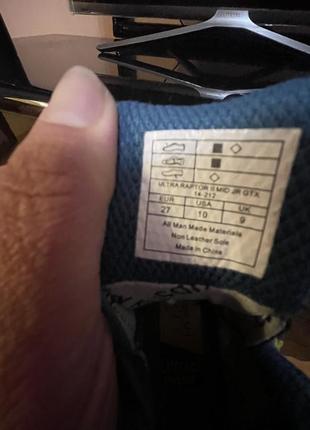 ULTRA RAPTOR II MID JR GTX
14-212
EUR USA UK
27 10 9
All Man Made Materials
Non Leather Sole
Made in China